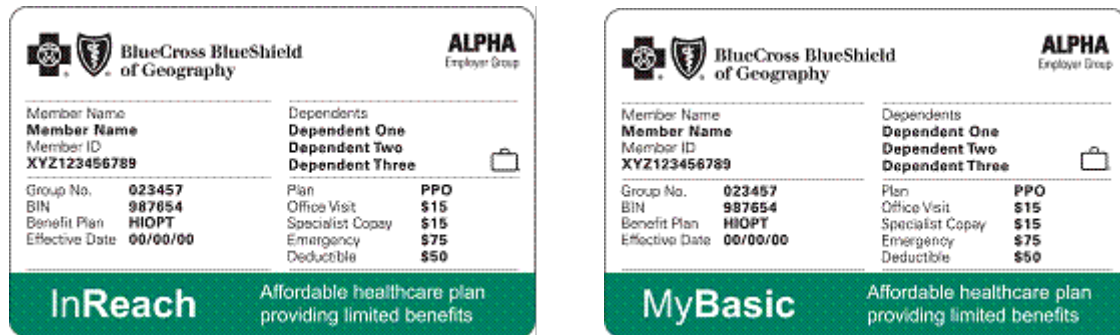 BlueCross BlueShield
of Geography
ALPHA
Employer Group
Member Name
Member Name
Member ID
XYZ123456789
Dependents
Dependent One
Dependent Two
Dependent Three
Group No. 023457
BIN 987654
Benefit Plan HIOPT
Effective Date 00/00/00
Plan PPO
Office Visit $15
Specialist Copay $15
Emergency $75
Deductible $50
InReach
Affordable healthcare plan
providing limited benefits
BlueCross BlueShield
of Geography
ALPHA
Employer Group
Member Name
Member Name
Member ID
XYZ123456789
Dependents
Dependent One
Dependent Two
Dependent Three
Group No. 023457
BIN 987654
Benefit Plan HIOPT
Effective Date 00/00/00
Plan PPO
Office Visit $15
Specialist Copay $15
Emergency $75
Deductible $50
MyBasic
Affordable healthcare plan
providing limited benefits